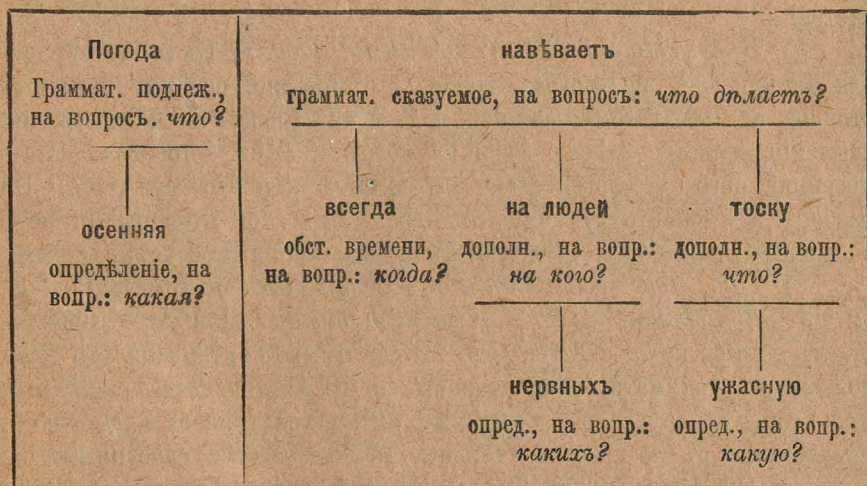 Погода
Граммат. подлеж.,
на вопросъ. что?
осенняя
опредѣленіе, на
вопр.: какая?
навѣваетъ
граммат. сказуемое, на вопросъ: что дѣлаетъ?
всегда
обст. времени,
на вопр.: когда?
на людей
дополн., на вопр.:
на кого?
тоску
дополн., на вопр.:
что?
нервныхъ
опред., на вопр.:
какихъ?
ужасную
опред., на вопр.:
какую?